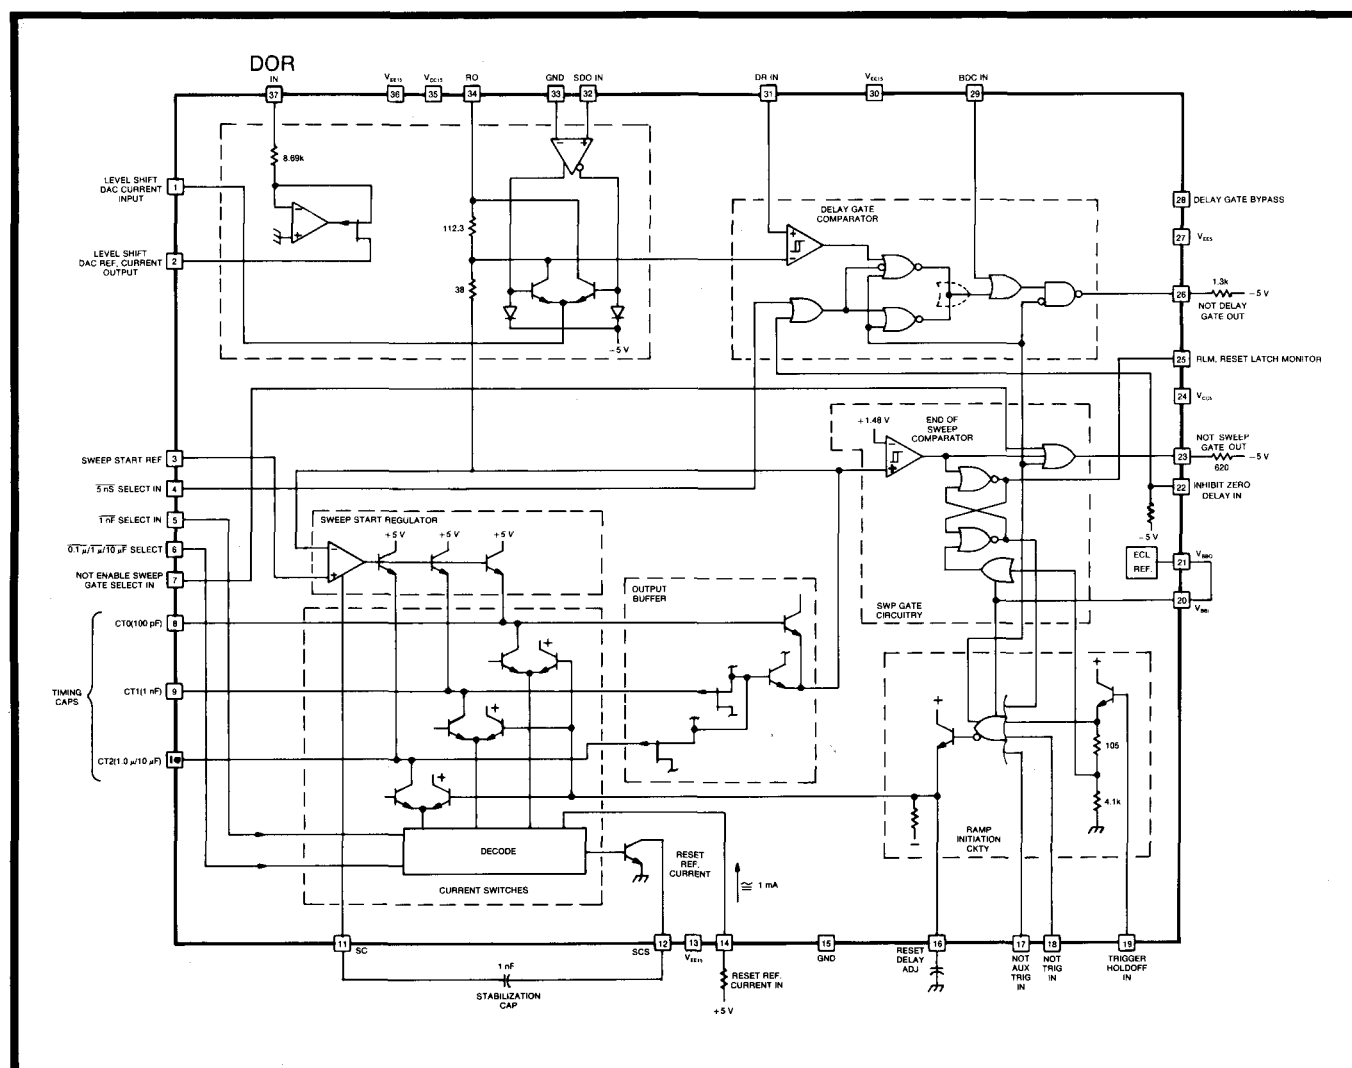 DOR
IN
37
V_EE15
36
V_CC15
35
RO
34
GND
33
SDO IN
32
DR IN
31
30
BDC IN
29
8.69k
−
+
−
+
112.3
38
−5 V
LEVEL SHIFT
DAC CURRENT
INPUT
1
LEVEL SHIFT
DAC REF. CURRENT
OUTPUT
2
DELAY GATE
COMPARATOR
+
−
28
DELAY GATE BYPASS
27
V_EE5
26
1.3k
−5 V
NOT DELAY
GATE OUT
25
RLM, RESET LATCH MONITOR
24
V_CC5
NOT SWEEP
GATE OUT
23
−5 V
620
22
INHIBIT ZERO
DELAY IN
−5 V
ECL
REF.
21
V_BBO
20
V_BBI
SWEEP START REF
3
5 nS SELECT IN
4
1 nF SELECT IN
5
0.1 μ/1 μ/10 μF SELECT
6
NOT ENABLE SWEEP
GATE SELECT IN
7
+1.48 V
END OF
SWEEP
COMPARATOR
−
+
SWP GATE
CIRCUITRY
SWEEP START REGULATOR
+5 V
+5 V
+5 V
−
+
OUTPUT
BUFFER
TIMING
CAPS
CT0(100 pF)
8
CT1(1 nF)
9
CT2(1.0 μ/10 μF)
+
+
+
DECODE
CURRENT SWITCHES
RESET
REF.
CURRENT
≅ 1 mA
+
+
105
4.1k
−
RAMP
INITIATION
CKTY
11
SC
SCS
12
13
V_EE15
14
15
GND
16
RESET
DELAY
ADJ
17
NOT
AUX
TRIG
IN
18
NOT
TRIG
IN
19
TRIGGER
HOLDOFF
IN
1 nF
STABILIZATION
CAP
RESET REF.
CURRENT IN
+5 V